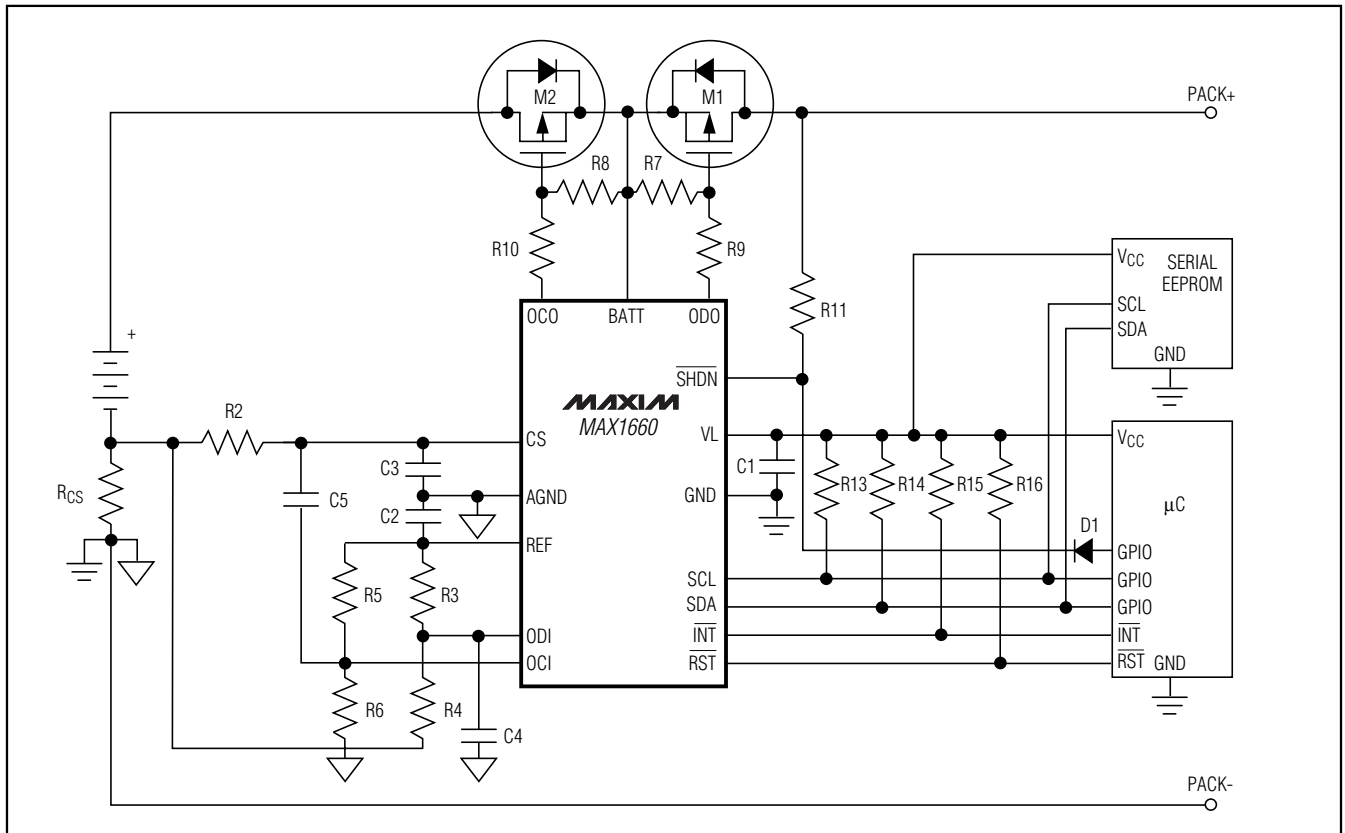 M2
M1
PACK+
R8
R7
R10
R9
R11
OCO
BATT
ODO
VCC
SERIAL
EEPROM
SCL
SDA
GND
+
SHDN
MAXIM
MAX1660
R2
CS
VL
VCC
C3
C1
R13
R14
R15
R16
RCS
C5
AGND
GND
μC
C2
D1
REF
GPIO
R5
R3
SCL
GPIO
SDA
GPIO
ODI
INT
INT
OCI
RST
RST
GND
R6
R4
C4
PACK-